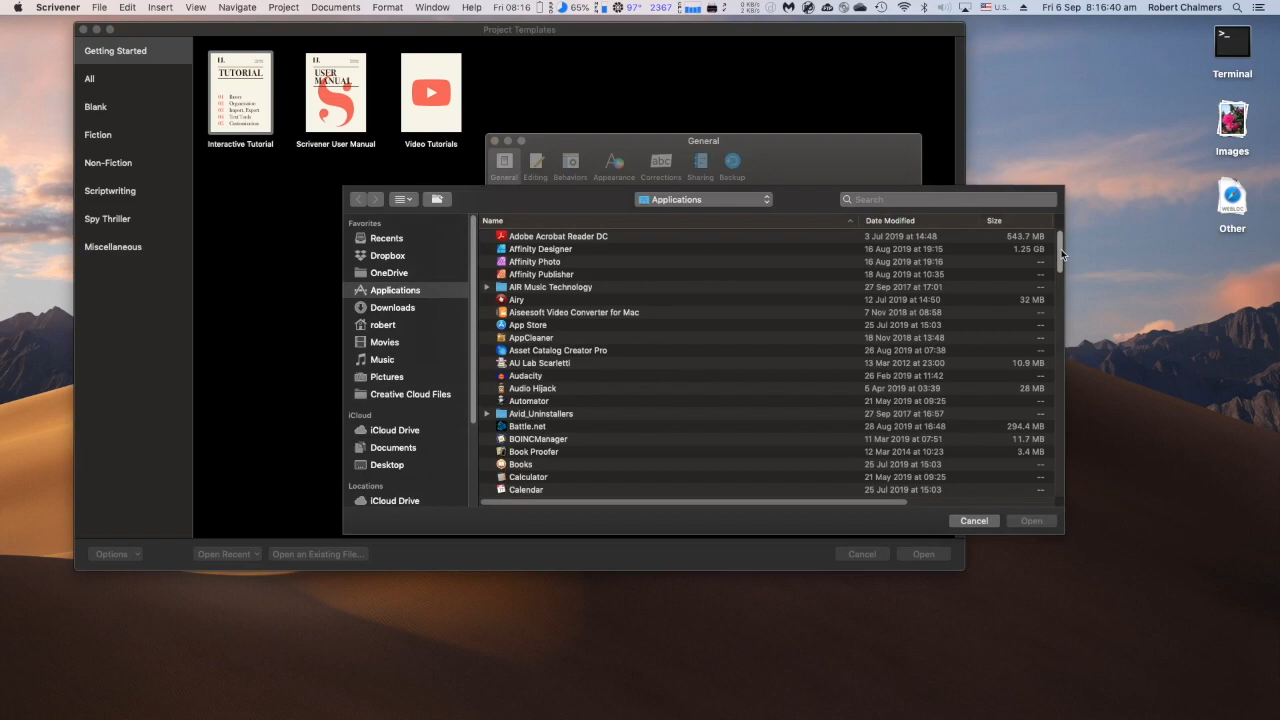 Scrivener File Edit Insert View Navigate Project Documents Format Window Fri 08:16 65% 97° 2367 0 KB/s 2 KB/s U.S. Fri 6 Sep 8:16:40 am Robert Chalmers
Project Templates
Getting Started
All
Blank
Fiction
Non-Fiction
Scriptwriting
Spy Thriller
Miscellaneous
TUTORIAL
USER MANUAL
Interactive Tutorial
Scrivener User Manual
Video Tutorials
General
abc
General Editing Behaviors Appearance Corrections Sharing Backup
Applications
Search
Favorites
Recents
Dropbox
OneDrive
Applications
Downloads
robert
Movies
Music
Pictures
Creative Cloud Files
iCloud
iCloud Drive
Documents
Desktop
Locations
iCloud Drive
Name Date Modified Size
Adobe Acrobat Reader DC 3 Jul 2019 at 14:48 543.7 MB
Affinity Designer 16 Aug 2019 at 19:15 1.25 GB
Affinity Photo 16 Aug 2019 at 19:16 --
Affinity Publisher 18 Aug 2019 at 10:35 --
AIR Music Technology 27 Sep 2017 at 17:01 --
Airy 12 Jul 2019 at 14:50 32 MB
Aiseesoft Video Converter for Mac 7 Nov 2018 at 08:58 --
App Store 25 Jul 2019 at 15:03 --
AppCleaner 18 Nov 2018 at 13:48 --
Asset Catalog Creator Pro 26 Aug 2019 at 07:38 --
AU Lab Scarletti 13 Mar 2012 at 23:00 10.9 MB
Audacity 26 Feb 2019 at 11:42 --
Audio Hijack 5 Apr 2019 at 03:39 28 MB
Automator 21 May 2019 at 09:25 --
Avid_Uninstallers 27 Sep 2017 at 16:57 --
Battle.net 28 Aug 2019 at 16:48 294.4 MB
BOINCManager 11 Mar 2019 at 07:51 11.7 MB
Book Proofer 12 Mar 2014 at 10:23 3.4 MB
Books 25 Jul 2019 at 15:03 --
Calculator 21 May 2019 at 09:25 --
Calendar 25 Jul 2019 at 15:03 --
Cancel Open
Options Open Recent Open an Existing File... Cancel Open
Terminal
Images
WEBLOC
Other